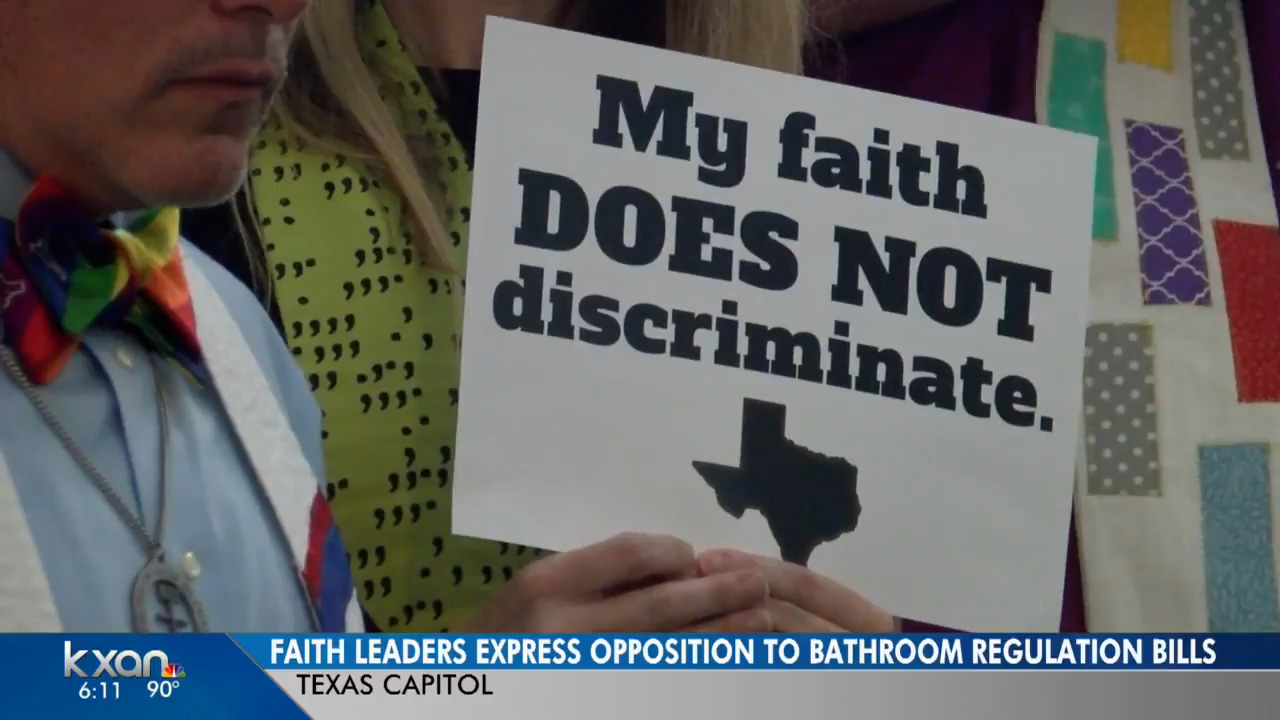 My faith
DOES NOT
discriminate.
kxan
6:11 90°
FAITH LEADERS EXPRESS OPPOSITION TO BATHROOM REGULATION BILLS
TEXAS CAPITOL